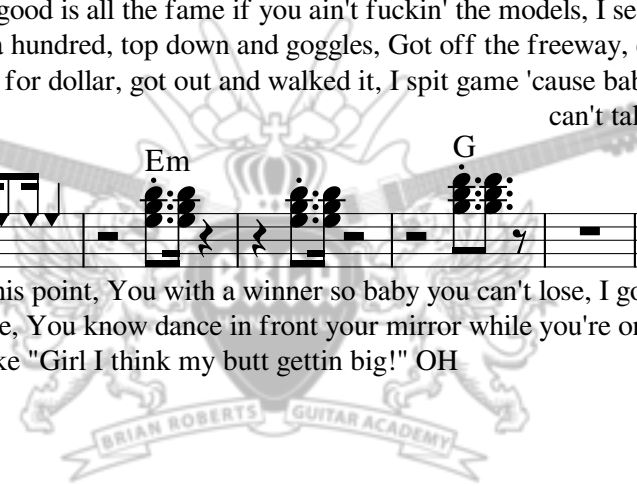 good is all the fame if you ain't fuckin' the models, I se
a hundred, top down and goggles, Got off the freeway,
for dollar, got out and walked it, I spit game 'cause bab
can't tal
Em
G
his point, You with a winner so baby you can't lose, I go
e, You know dance in front your mirror while you're or
ke "Girl I think my butt gettin big!" OH
BRIAN ROBERTS GUITAR ACADEMY